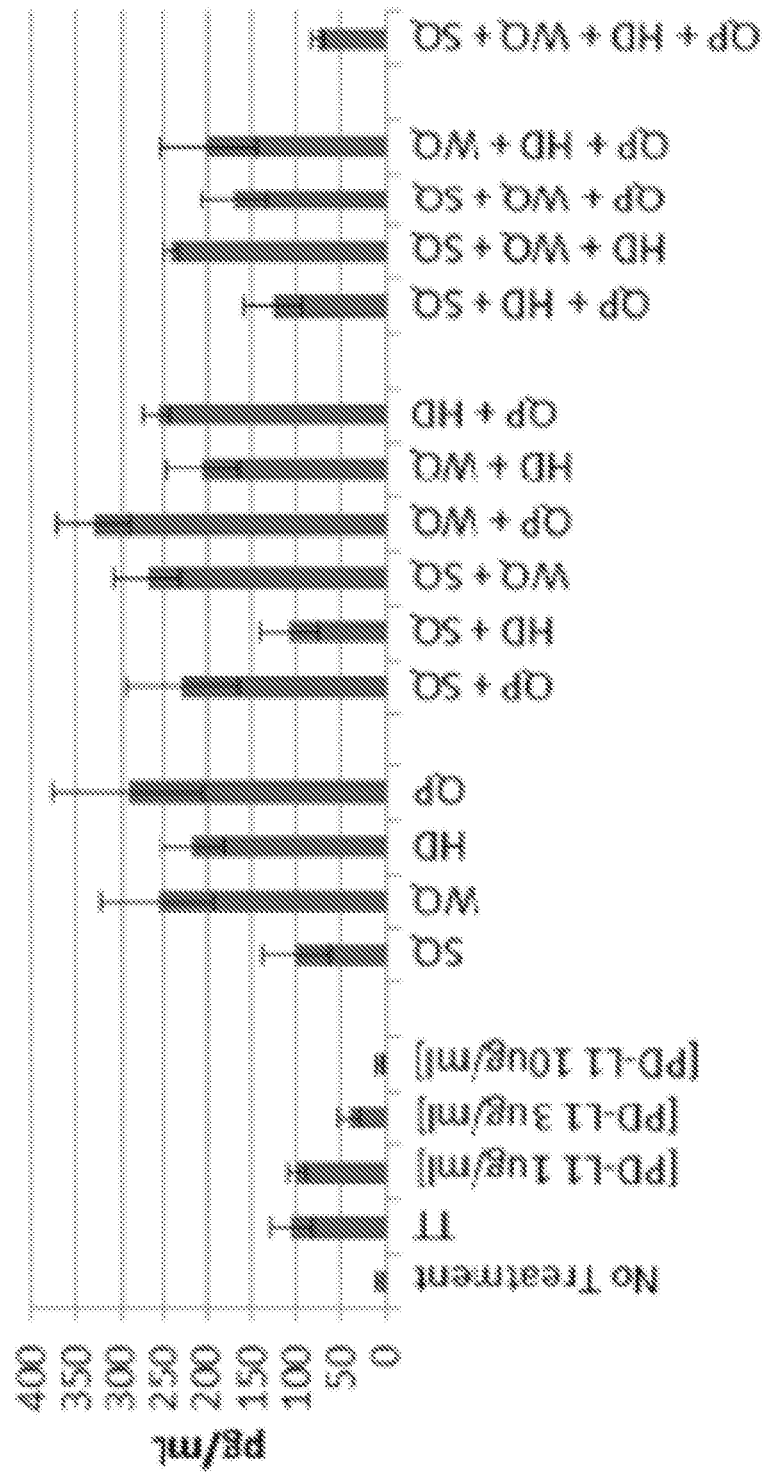 pg/mL
400
350
300
250
200
150
100
50
0
No Treatment
TT
[PD-L1 1ug/ml]
[PD-L1 3ug/ml]
[PD-L1 10ug/ml]
SQ
WQ
HD
QP
QP + SQ
HD + SQ
WQ + SQ
QP + WQ
HD + WQ
QP + HD
QP + HD + SQ
HD + WQ + SQ
QP + WQ + SQ
QP + HD + WQ
QP + HD + WQ + SQ